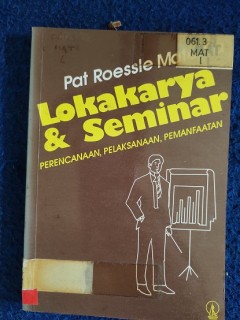 061.3
MAT
l
Pat Roessle
Lokakarya
& Seminar
PERENCANAAN, PELAKSANAAN, PEMANFAATAN